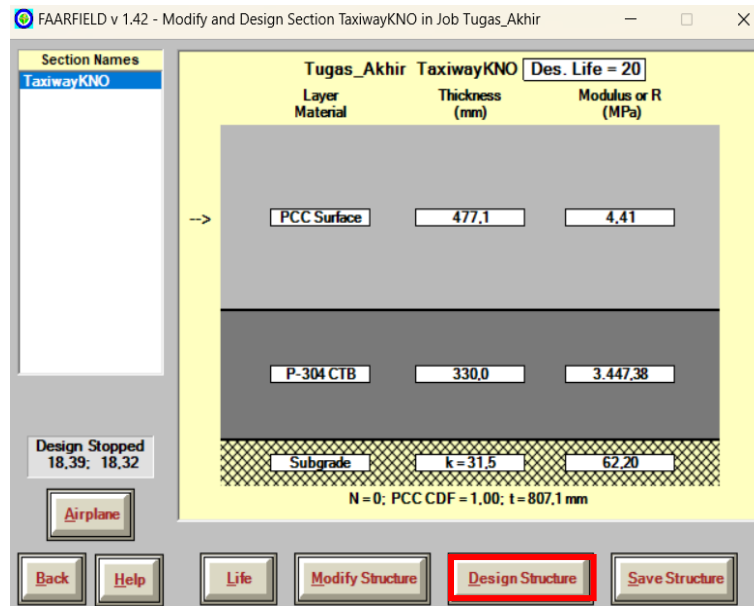 FAARFIELD v 1.42 - Modify and Design Section TaxiwayKNO in Job Tugas_Akhir
Section Names
TaxiwayKNO
Tugas_Akhir TaxiwayKNO Des. Life = 20
Layer Material Thickness (mm) Modulus or R (MPa)
--> PCC Surface 477,1 4,41
P-304 CTB 330,0 3.447,38
Subgrade k = 31,5 62,20
N = 0; PCC CDF = 1,00; t = 807,1 mm
Design Stopped
18,39; 18,32
Airplane
Back Help Life Modify Structure Design Structure Save Structure